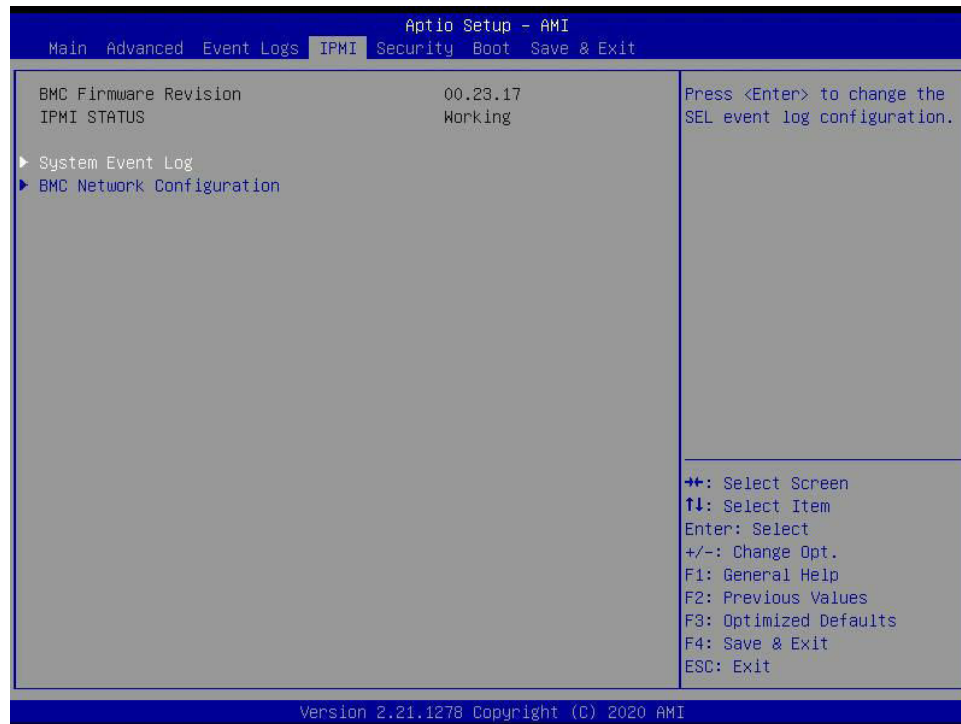 Aptio Setup - AMI
Main Advanced Event Logs IPMI Security Boot Save & Exit
BMC Firmware Revision 00.23.17
IPMI STATUS Working
System Event Log
BMC Network Configuration
Press <Enter> to change the
SEL event log configuration.
→←: Select Screen
↑↓: Select Item
Enter: Select
+/-: Change Opt.
F1: General Help
F2: Previous Values
F3: Optimized Defaults
F4: Save & Exit
ESC: Exit
Version 2.21.1278 Copyright (C) 2020 AMI